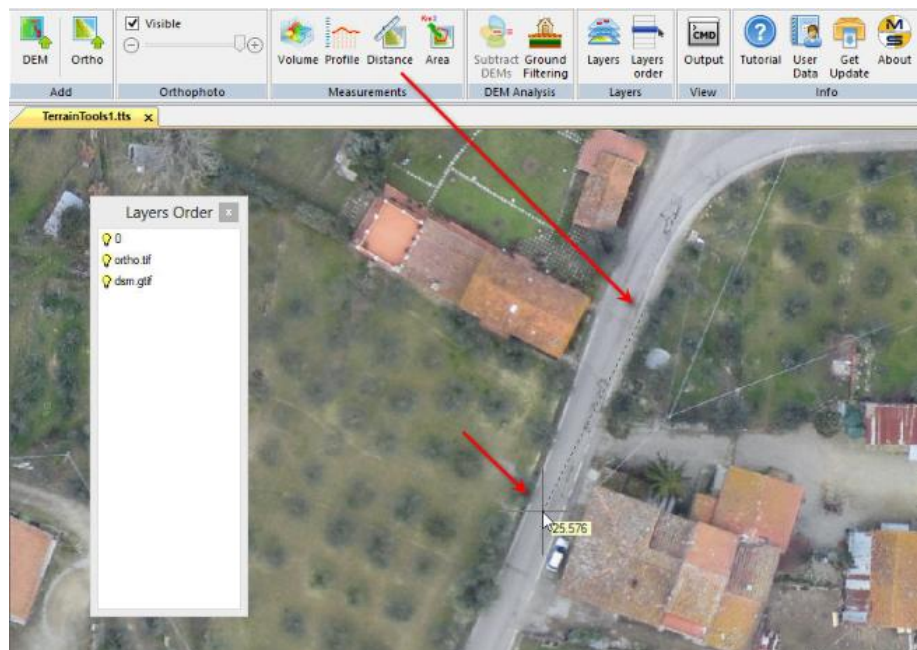 Visible
DEM Ortho Volume Profile Distance Area Subtract DEMs Ground Filtering Layers Layers order Output Tutorial User Data Get Update About
CMD
M
S
Add Orthophoto Measurements DEM Analysis Layers View Info
TerrainTools1.tts x
Layers Order x
0
ortho.tif
dsm.gtif
25.576